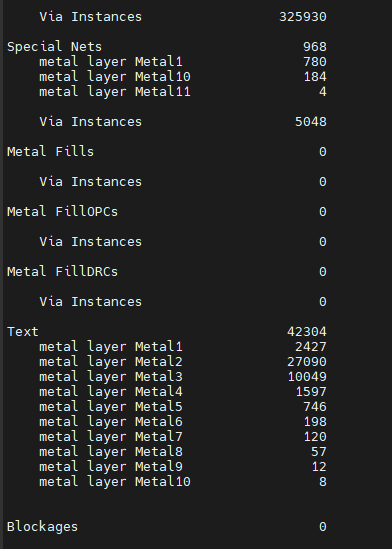 Via Instances 325930
Special Nets 968
metal layer Metal1 780
metal layer Metal10 184
metal layer Metal11 4
Via Instances 5048
Metal Fills 0
Via Instances 0
Metal FillOPCs 0
Via Instances 0
Metal FillDRCs 0
Via Instances 0
Text 42304
metal layer Metal1 2427
metal layer Metal2 27090
metal layer Metal3 10049
metal layer Metal4 1597
metal layer Metal5 746
metal layer Metal6 198
metal layer Metal7 120
metal layer Metal8 57
metal layer Metal9 12
metal layer Metal10 8
Blockages 0